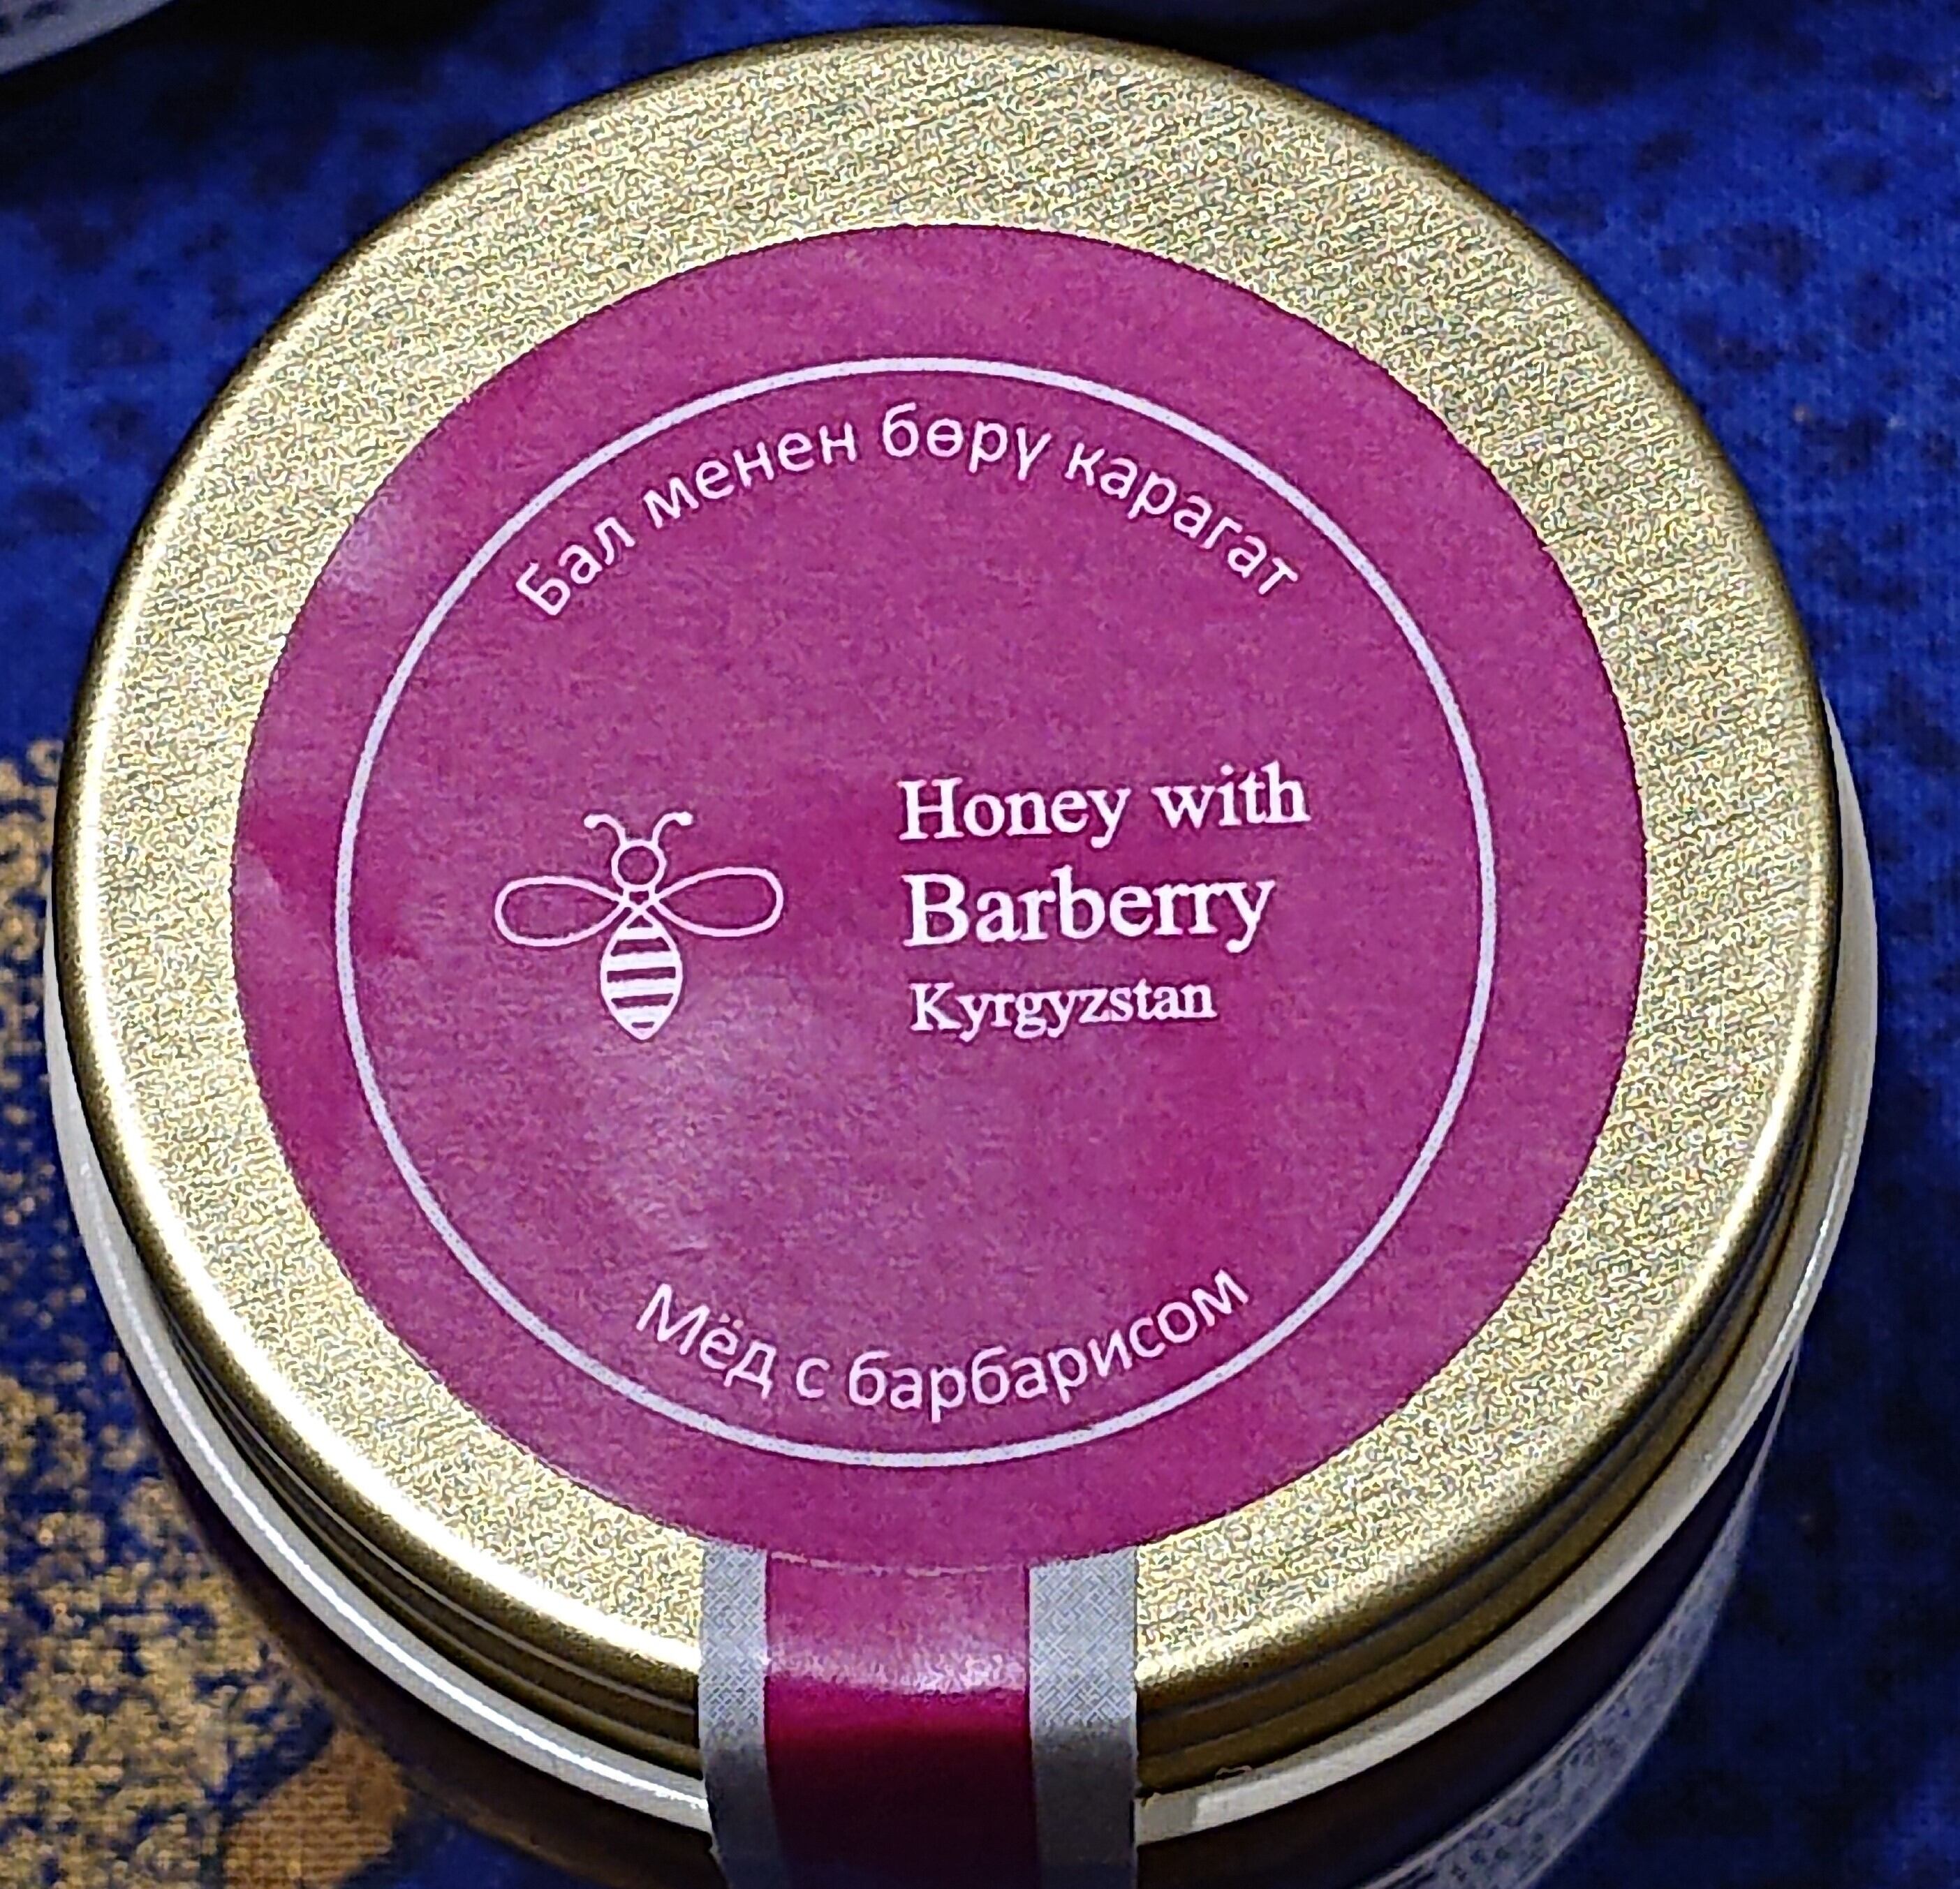 Бал менен бөрү карагат
Honey with
Barberry
Kyrgyzstan
Мёд с барбарисом